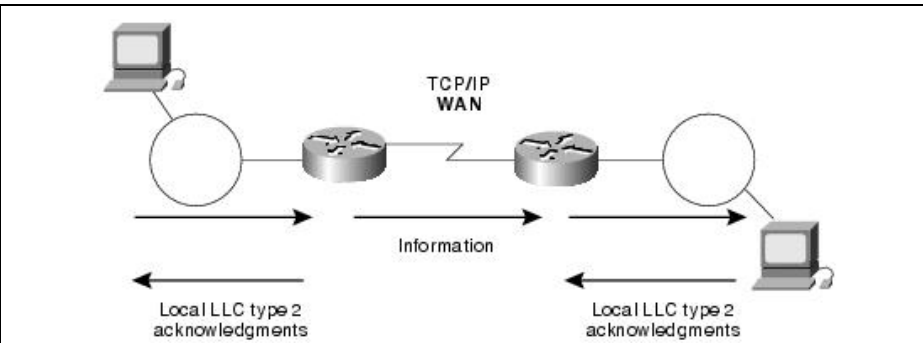 TCP/IP
WAN
Information
Local LLC type 2
acknowledgments
Local LLC type 2
acknowledgments